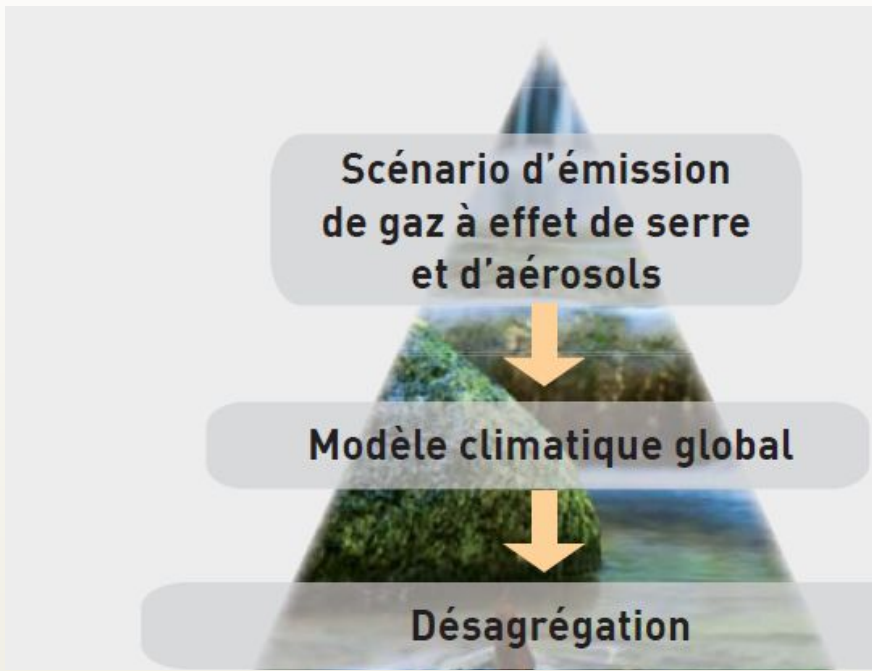 Scénario d'émission
de gaz à effet de serre
et d'aérosols
Modèle climatique global
Désagrégation